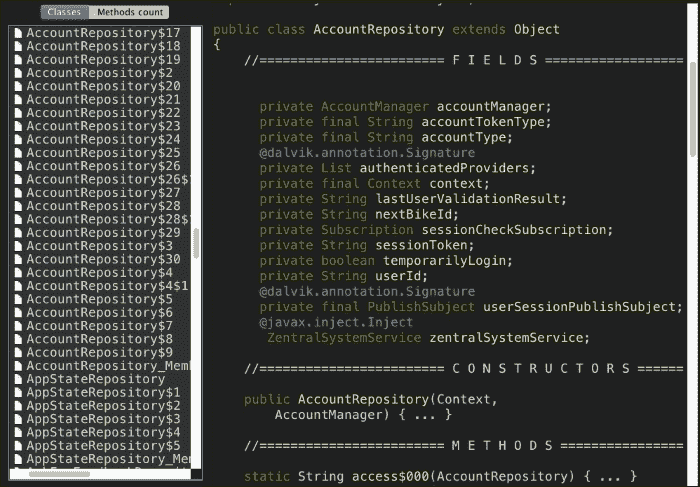 Classes Methods count
AccountRepository$17
AccountRepository$18
AccountRepository$19
AccountRepository$2
AccountRepository$20
AccountRepository$21
AccountRepository$22
AccountRepository$23
AccountRepository$24
AccountRepository$25
AccountRepository$26
AccountRepository$26$
AccountRepository$27
AccountRepository$28
AccountRepository$28$
AccountRepository$29
AccountRepository$3
AccountRepository$30
AccountRepository$4
AccountRepository$4$1
AccountRepository$5
AccountRepository$6
AccountRepository$7
AccountRepository$8
AccountRepository$9
AccountRepository_Mem
AppStateRepository
AppStateRepository$1
AppStateRepository$2
AppStateRepository$3
AppStateRepository$4
AppStateRepository$5
AppStateRepository_Mem
public class AccountRepository extends Object
{
//======================== F I E L D S ==================
private AccountManager accountManager;
private final String accountTokenType;
private final String accountType;
@dalvik.annotation.Signature
private List authenticatedProviders;
private final Context context;
private String lastUserValidationResult;
private String nextBikeId;
private Subscription sessionCheckSubscription;
private String sessionToken;
private boolean temporarilyLogin;
private String userId;
@dalvik.annotation.Signature
private final PublishSubject userSessionPublishSubject;
@javax.inject.Inject
ZentralSystemService zentralSystemService;
//======================== C O N S T R U C T O R S ======
public AccountRepository(Context,
AccountManager) { ... }
//======================== M E T H O D S ================
static String access$000(AccountRepository) { ... }